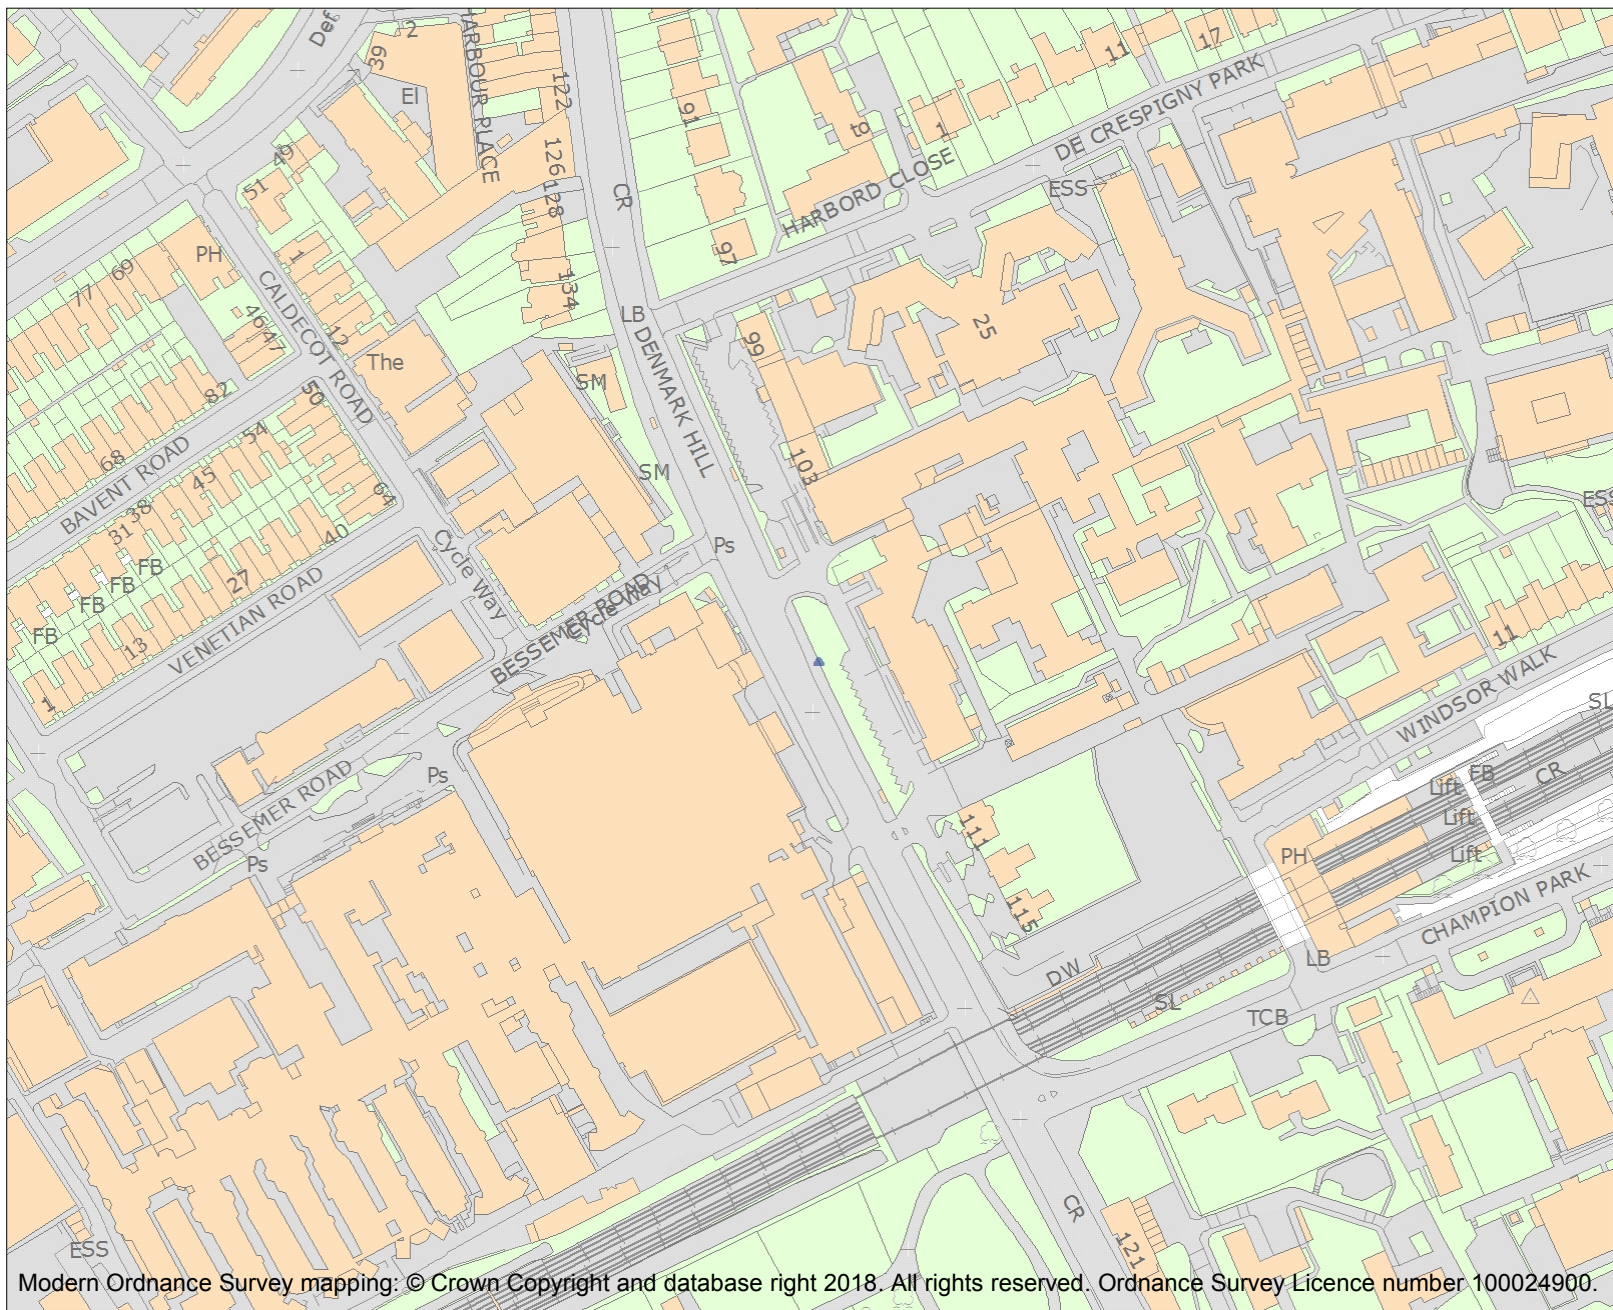 Def
2
39
EI
HARBOUR PLACE
122
126
128
134
CR
91
97
11
17
to
1
DE CRESPIGNY PARK
HARBORD CLOSE
ESS
49
51
PH
1
69
77
CALDECOT ROAD
46
47
12
The
82
50
LB
DENMARK HILL
SM
99
25
SM
103
68
BAVENT ROAD
54
45
38
31
64
40
27
FB
FB
FB
FB
VENETIAN ROAD
13
1
Cycle Way
Ps
BESSEMER ROAD
Cycle Way
ESS
11
WINDSOR WALK
SL
BESSEMER ROAD
Ps
Ps
111
115
Lift
FB
CR
Lift
PH
Lift
CHAMPION PARK
DW
LB
SL
TCB
CR
121
ESS
Modern Ordnance Survey mapping: © Crown Copyright and database right 2018. All rights reserved. Ordnance Survey Licence number 100024900.